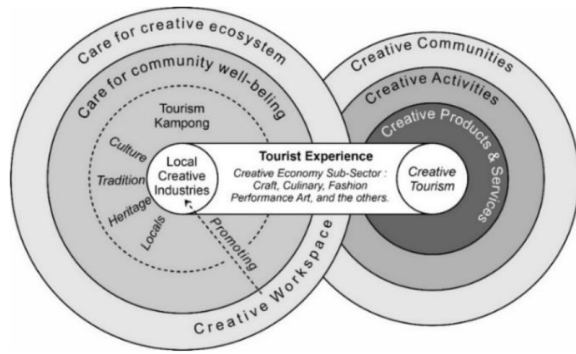 Care for creative ecosystem
Care for community well-beling
Tourism
Kampong
Culture
Tradition
Heritage
Locals
Local
Creative
Industries
Promoting
Creative Workspace
Tourist Experience
Creative Economy Sub-Sector :
Craft, Culinary, Fashion
Performance Art, and the others.
Creative
Tourism
Creative Communities
Creative Activities
Creative Products & Services